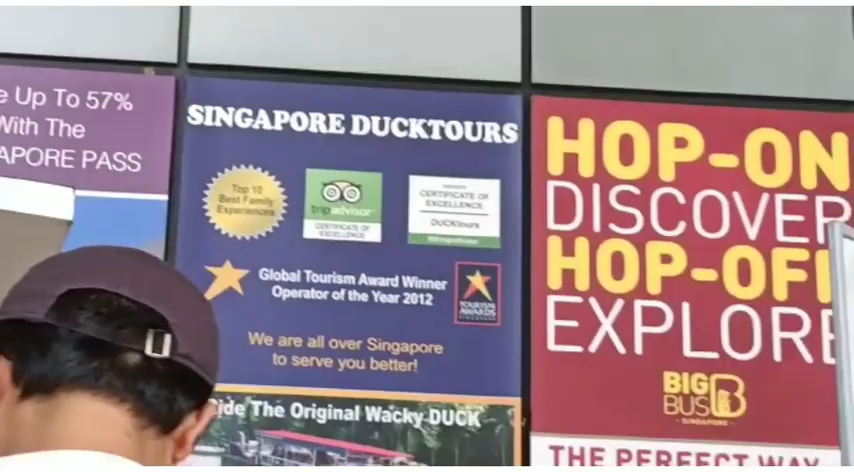 e Up To 57%
With The
APORE PASS
SINGAPORE DUCKTOURS
Top 10
Best Family
Experiences
tripadvisor
CERTIFICATE OF
EXCELLENCE
CERTIFICATE OF
EXCELLENCE
DUCKtours
Global Tourism Award Winner
Operator of the Year 2012
TOURISM
AWARDS
We are all over Singapore
to serve you better!
ide The Original Wacky DUCK
HOP-ON
DISCOVER
HOP-OFF
EXPLORE
BIG
BUS
SINGAPORE
THE PERFECT WAY